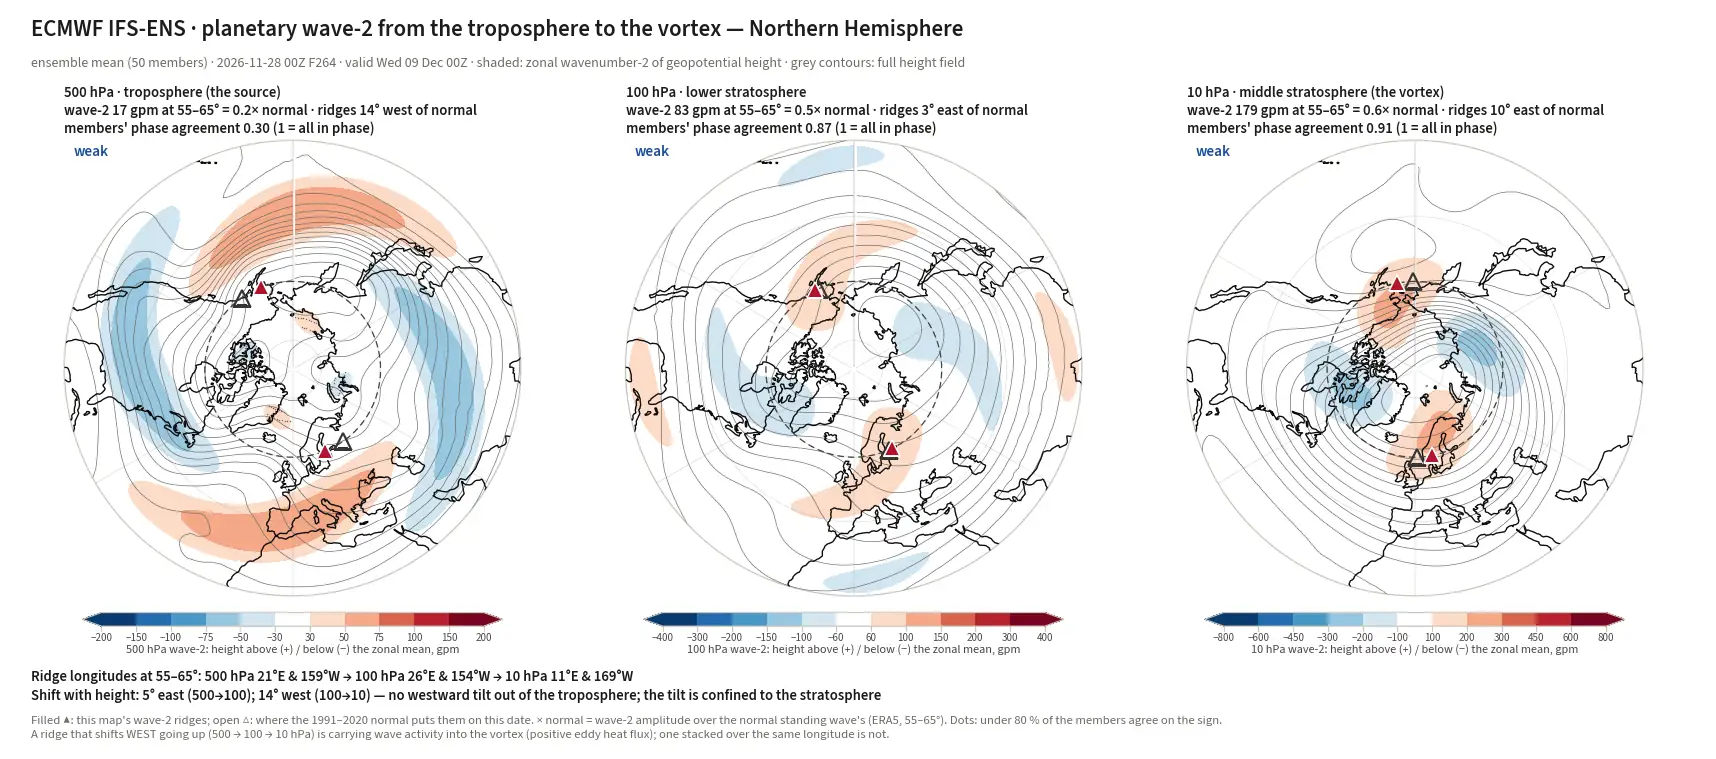 ECMWF IFS-ENS · planetary wave-2 from the troposphere to the vortex — Northern Hemisphere
ensemble mean (50 members) · 2026-11-28 00Z F264 · valid Wed 09 Dec 00Z · shaded: zonal wavenumber-2 of geopotential height · grey contours: full height field
500 hPa · troposphere (the source)
wave-2 17 gpm at 55–65° = 0.2× normal · ridges 14° west of normal
members' phase agreement 0.30 (1 = all in phase)
weak
100 hPa · lower stratosphere
wave-2 83 gpm at 55–65° = 0.5× normal · ridges 3° east of normal
members' phase agreement 0.87 (1 = all in phase)
weak
10 hPa · middle stratosphere (the vortex)
wave-2 179 gpm at 55–65° = 0.6× normal · ridges 10° east of normal
members' phase agreement 0.91 (1 = all in phase)
weak
−200 −150 −100 −75 −50 −30 30 50 75 100 150 200
500 hPa wave-2: height above (+) / below (−) the zonal mean, gpm
−400 −300 −200 −150 −100 −60 60 100 150 200 300 400
100 hPa wave-2: height above (+) / below (−) the zonal mean, gpm
−800 −600 −450 −300 −200 −100 100 200 300 450 600 800
10 hPa wave-2: height above (+) / below (−) the zonal mean, gpm
Ridge longitudes at 55–65°: 500 hPa 21°E & 159°W → 100 hPa 26°E & 154°W → 10 hPa 11°E & 169°W
Shift with height: 5° east (500→100); 14° west (100→10) — no westward tilt out of the troposphere; the tilt is confined to the stratosphere
Filled ▲: this map's wave-2 ridges; open △: where the 1991–2020 normal puts them on this date. × normal = wave-2 amplitude over the normal standing wave's (ERA5, 55–65°). Dots: under 80 % of the members agree on the sign.
A ridge that shifts WEST going up (500 → 100 → 10 hPa) is carrying wave activity into the vortex (positive eddy heat flux); one stacked over the same longitude is not.